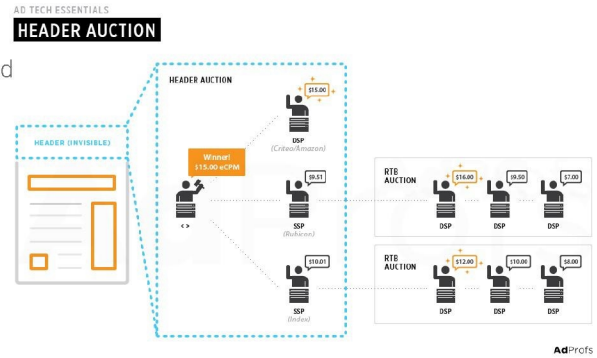 AD TECH ESSENTIALS
HEADER AUCTION
d
HEADER AUCTION
$15.00
DSP
(Criteo/Amazon)
HEADER (INVISIBLE)
Winner!
$15.00 eCPM
< >
$9.51
SSP
(Rubicon)
RTB
AUCTION
$16.00
$9.50
$7.00
DSP
DSP
DSP
$10.01
SSP
(Index)
RTB
AUCTION
$12.00
$10.00
$8.00
DSP
DSP
DSP
AdProfs